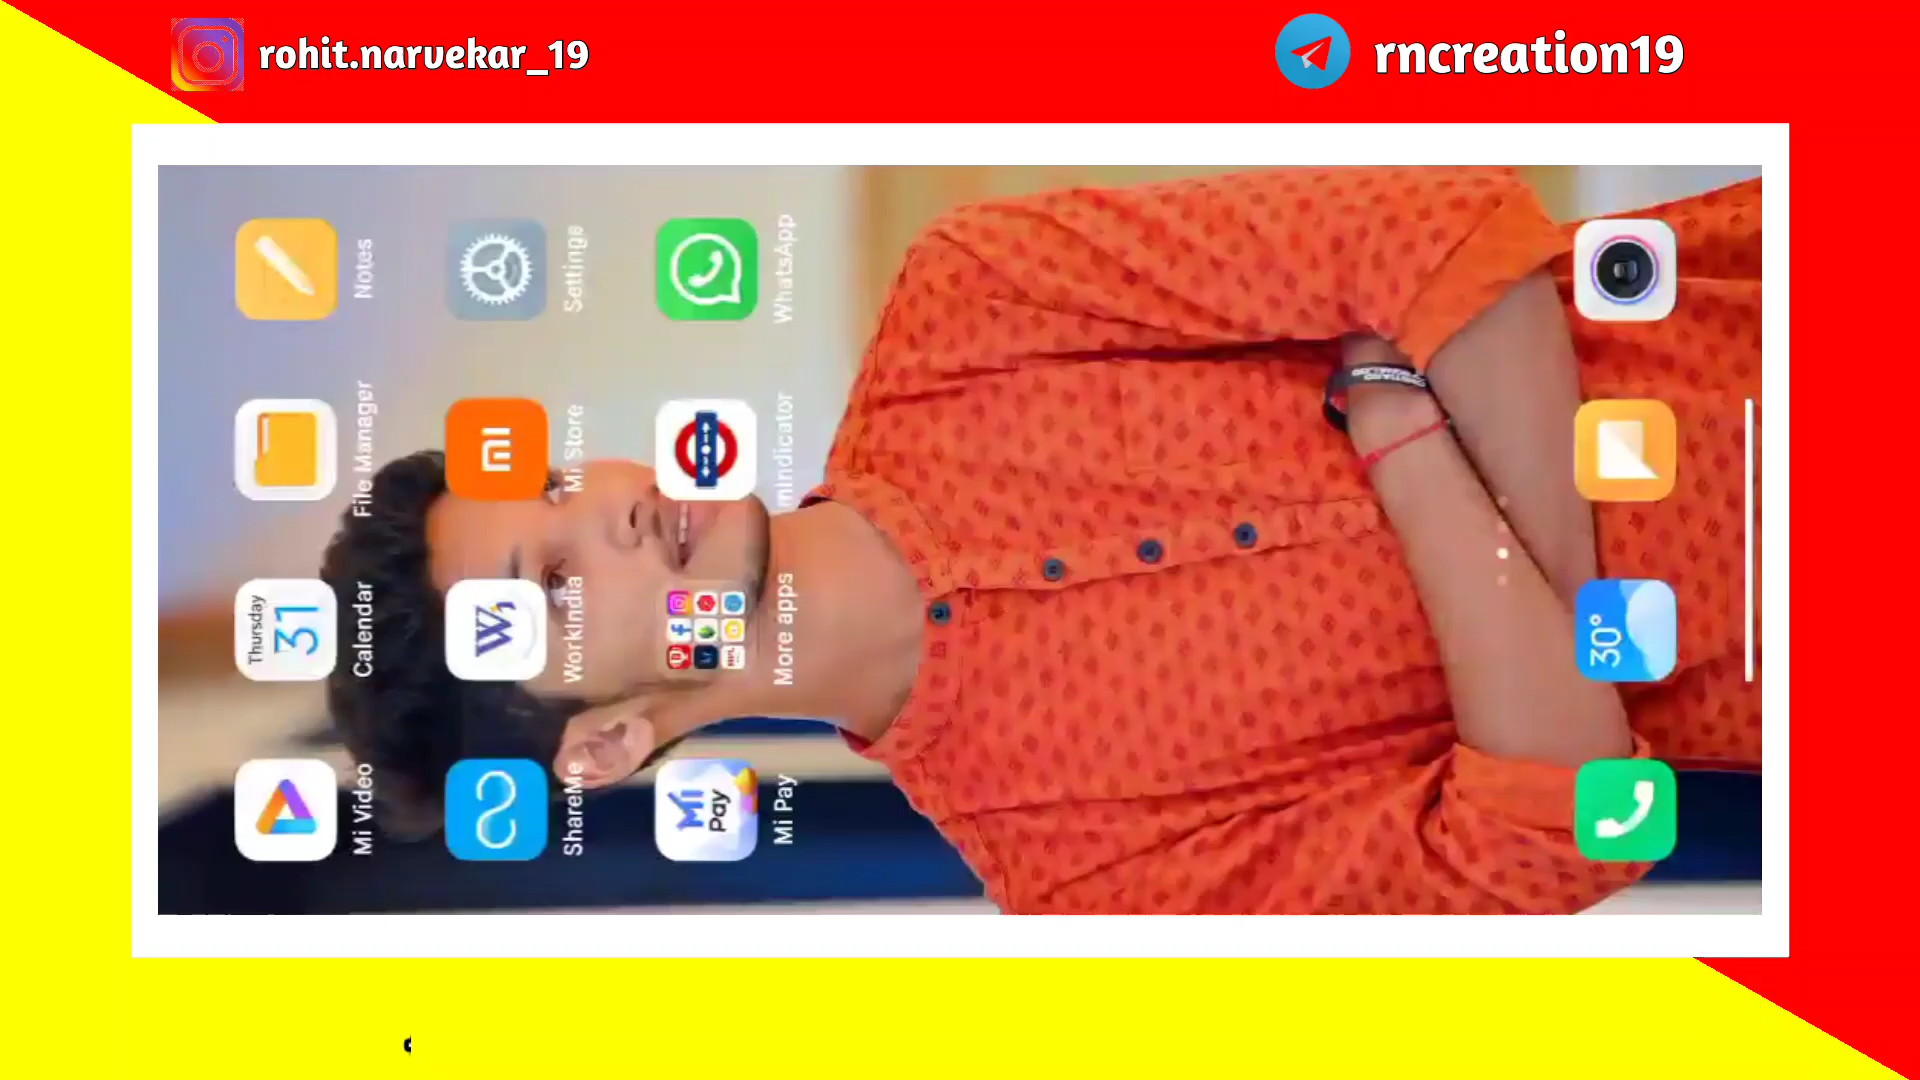 rohit.narvekar_19
rncreation19
Mi Video
Calendar
Thursday
31
File Manager
Notes
ShareMe
WorkIndia
Mi Store
Settings
Mi Pay
Mi Pay
More apps
mindicator
WhatsApp
30°